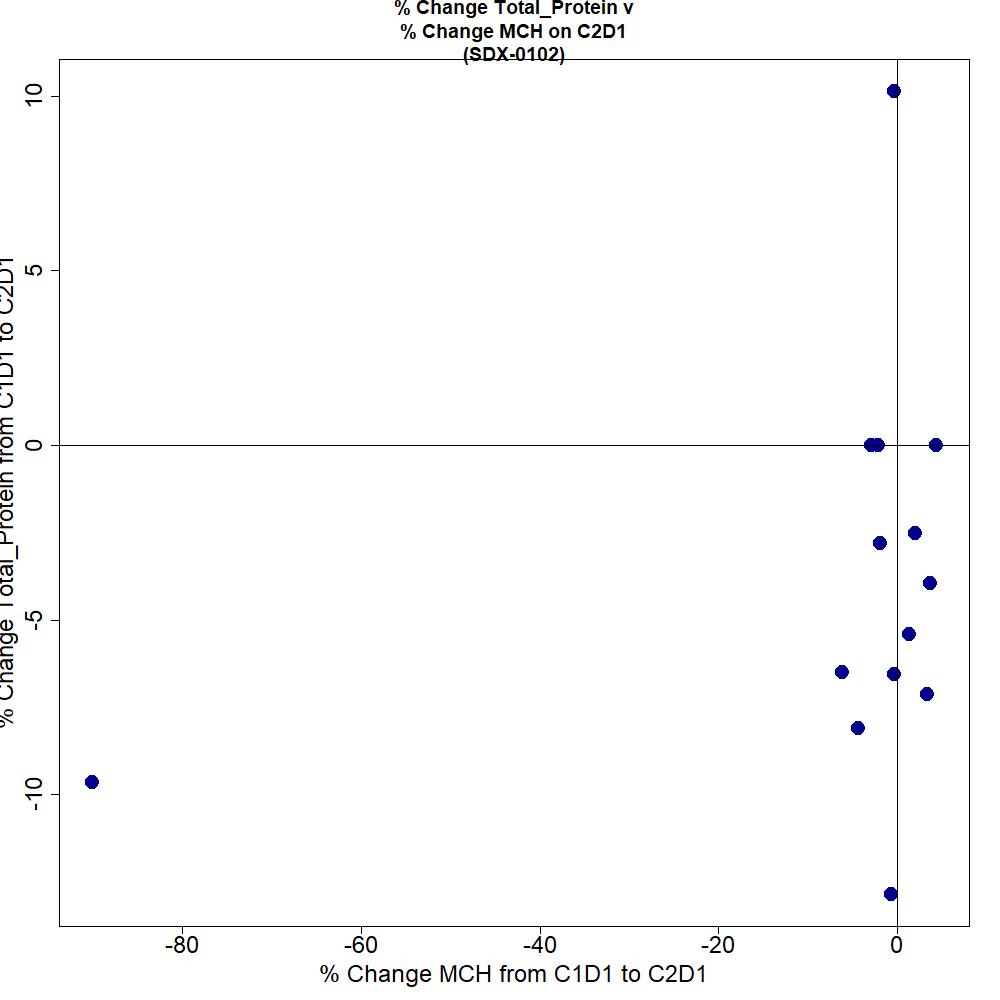 % Change Total_Protein v
% Change MCH on C2D1
(SDX-0102)
10
5
0
-5
-10
% Change Total_Protein from C1D1 to C2D1
-80
-60
-40
-20
0
% Change MCH from C1D1 to C2D1